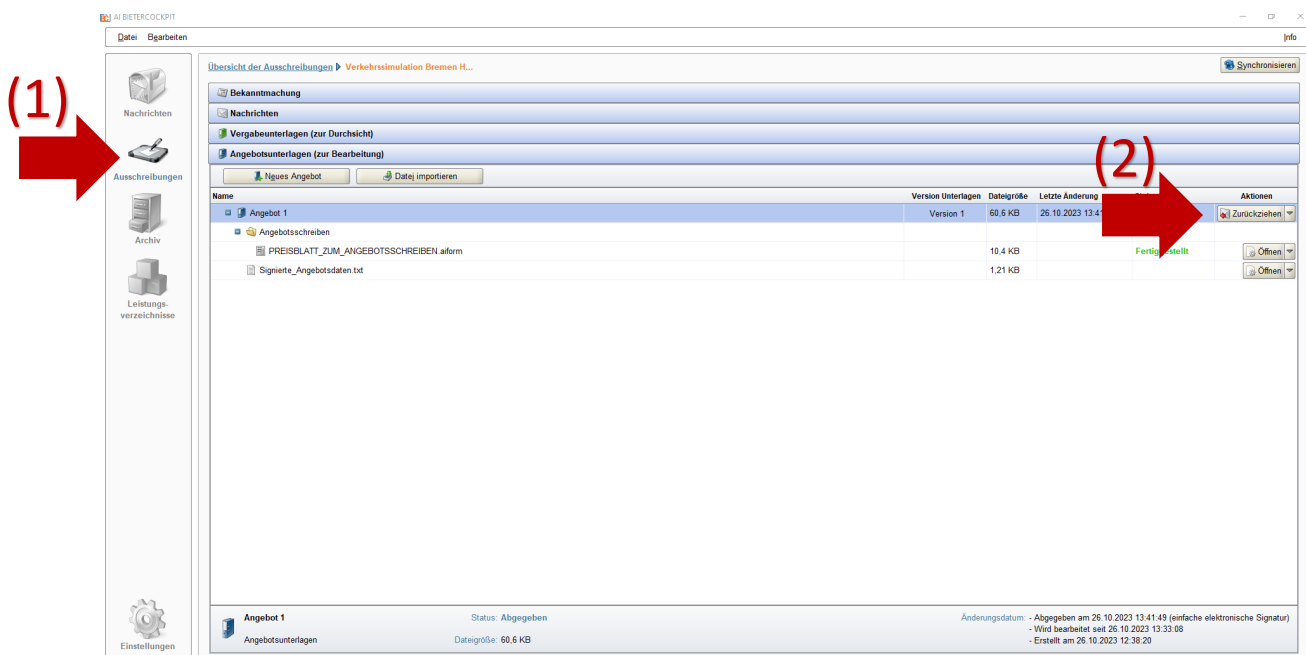 AI BIETERCOCKPIT
Datei Bearbeiten Info
Übersicht der Ausschreibungen Verkehrssimulation Bremen H... Synchronisieren
(1)
Nachrichten
Ausschreibungen
Archiv
Leistungs-
verzeichnisse
Einstellungen
Bekanntmachung
Nachrichten
Vergabeunterlagen (zur Durchsicht)
Angebotsunterlagen (zur Bearbeitung)
(2)
Neues Angebot Datei importieren
Name Version Unterlagen Dateigröße Letzte Änderung Aktionen
Angebot 1 Version 1 60,6 KB 26.10.2023 Zurückziehen
Angebotsschreiben
PREISBLATT_ZUM_ANGEBOTSSCHREIBEN.aiform 10,4 KB Öffnen
Signierte_Angebotsdaten.txt 1,21 KB Öffnen
Angebot 1 Status: Abgegeben Änderungsdatum: - Abgegeben am 26.10.2023 13:41:49 (einfache elektronische Signatur)
- Wird bearbeitet seit 26.10.2023 13:33:08
Angebotsunterlagen Dateigröße: 60,6 KB - Erstellt am 26.10.2023 12:38:20